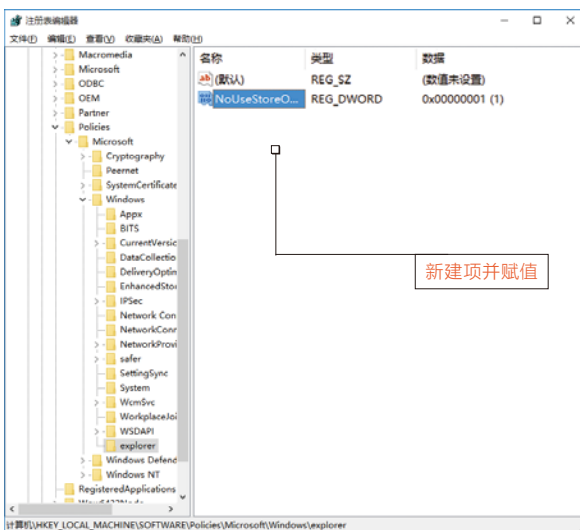 注册表编辑器
文件(F) 编辑(E) 查看(V) 收藏夹(A) 帮助(H)
Macromedia
Microsoft
ODBC
OEM
Partner
Policies
Microsoft
Cryptography
Peernet
SystemCertificate
Windows
Appx
BITS
CurrentVersic
DataCollectio
DeliveryOptin
EnhancedSto
IPSec
Network Con
NetworkConr
NetworkProvi
safer
SettingSync
System
WcmSvc
WorkplaceJoi
WSDAPI
explorer
Windows Defend
Windows NT
RegisteredApplications
名称 类型 数据
(默认) REG_SZ (数值未设置)
NoUseStoreO... REG_DWORD 0x00000001 (1)
新建项并赋值
计算机\HKEY_LOCAL_MACHINE\SOFTWARE\Policies\Microsoft\Windows\explorer